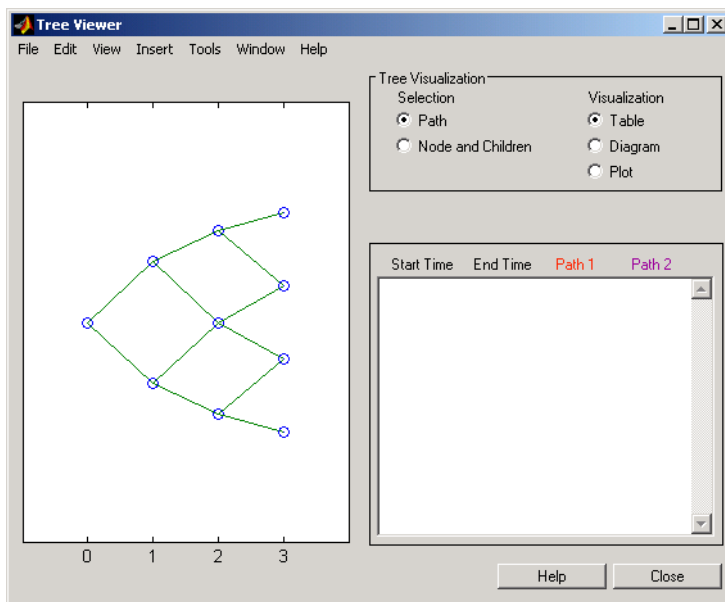 Tree Viewer
File Edit View Insert Tools Window Help
Tree Visualization
Selection Visualization
Path Table
Node and Children Diagram
Plot
Start Time End Time Path 1 Path 2
0 1 2 3
Help Close